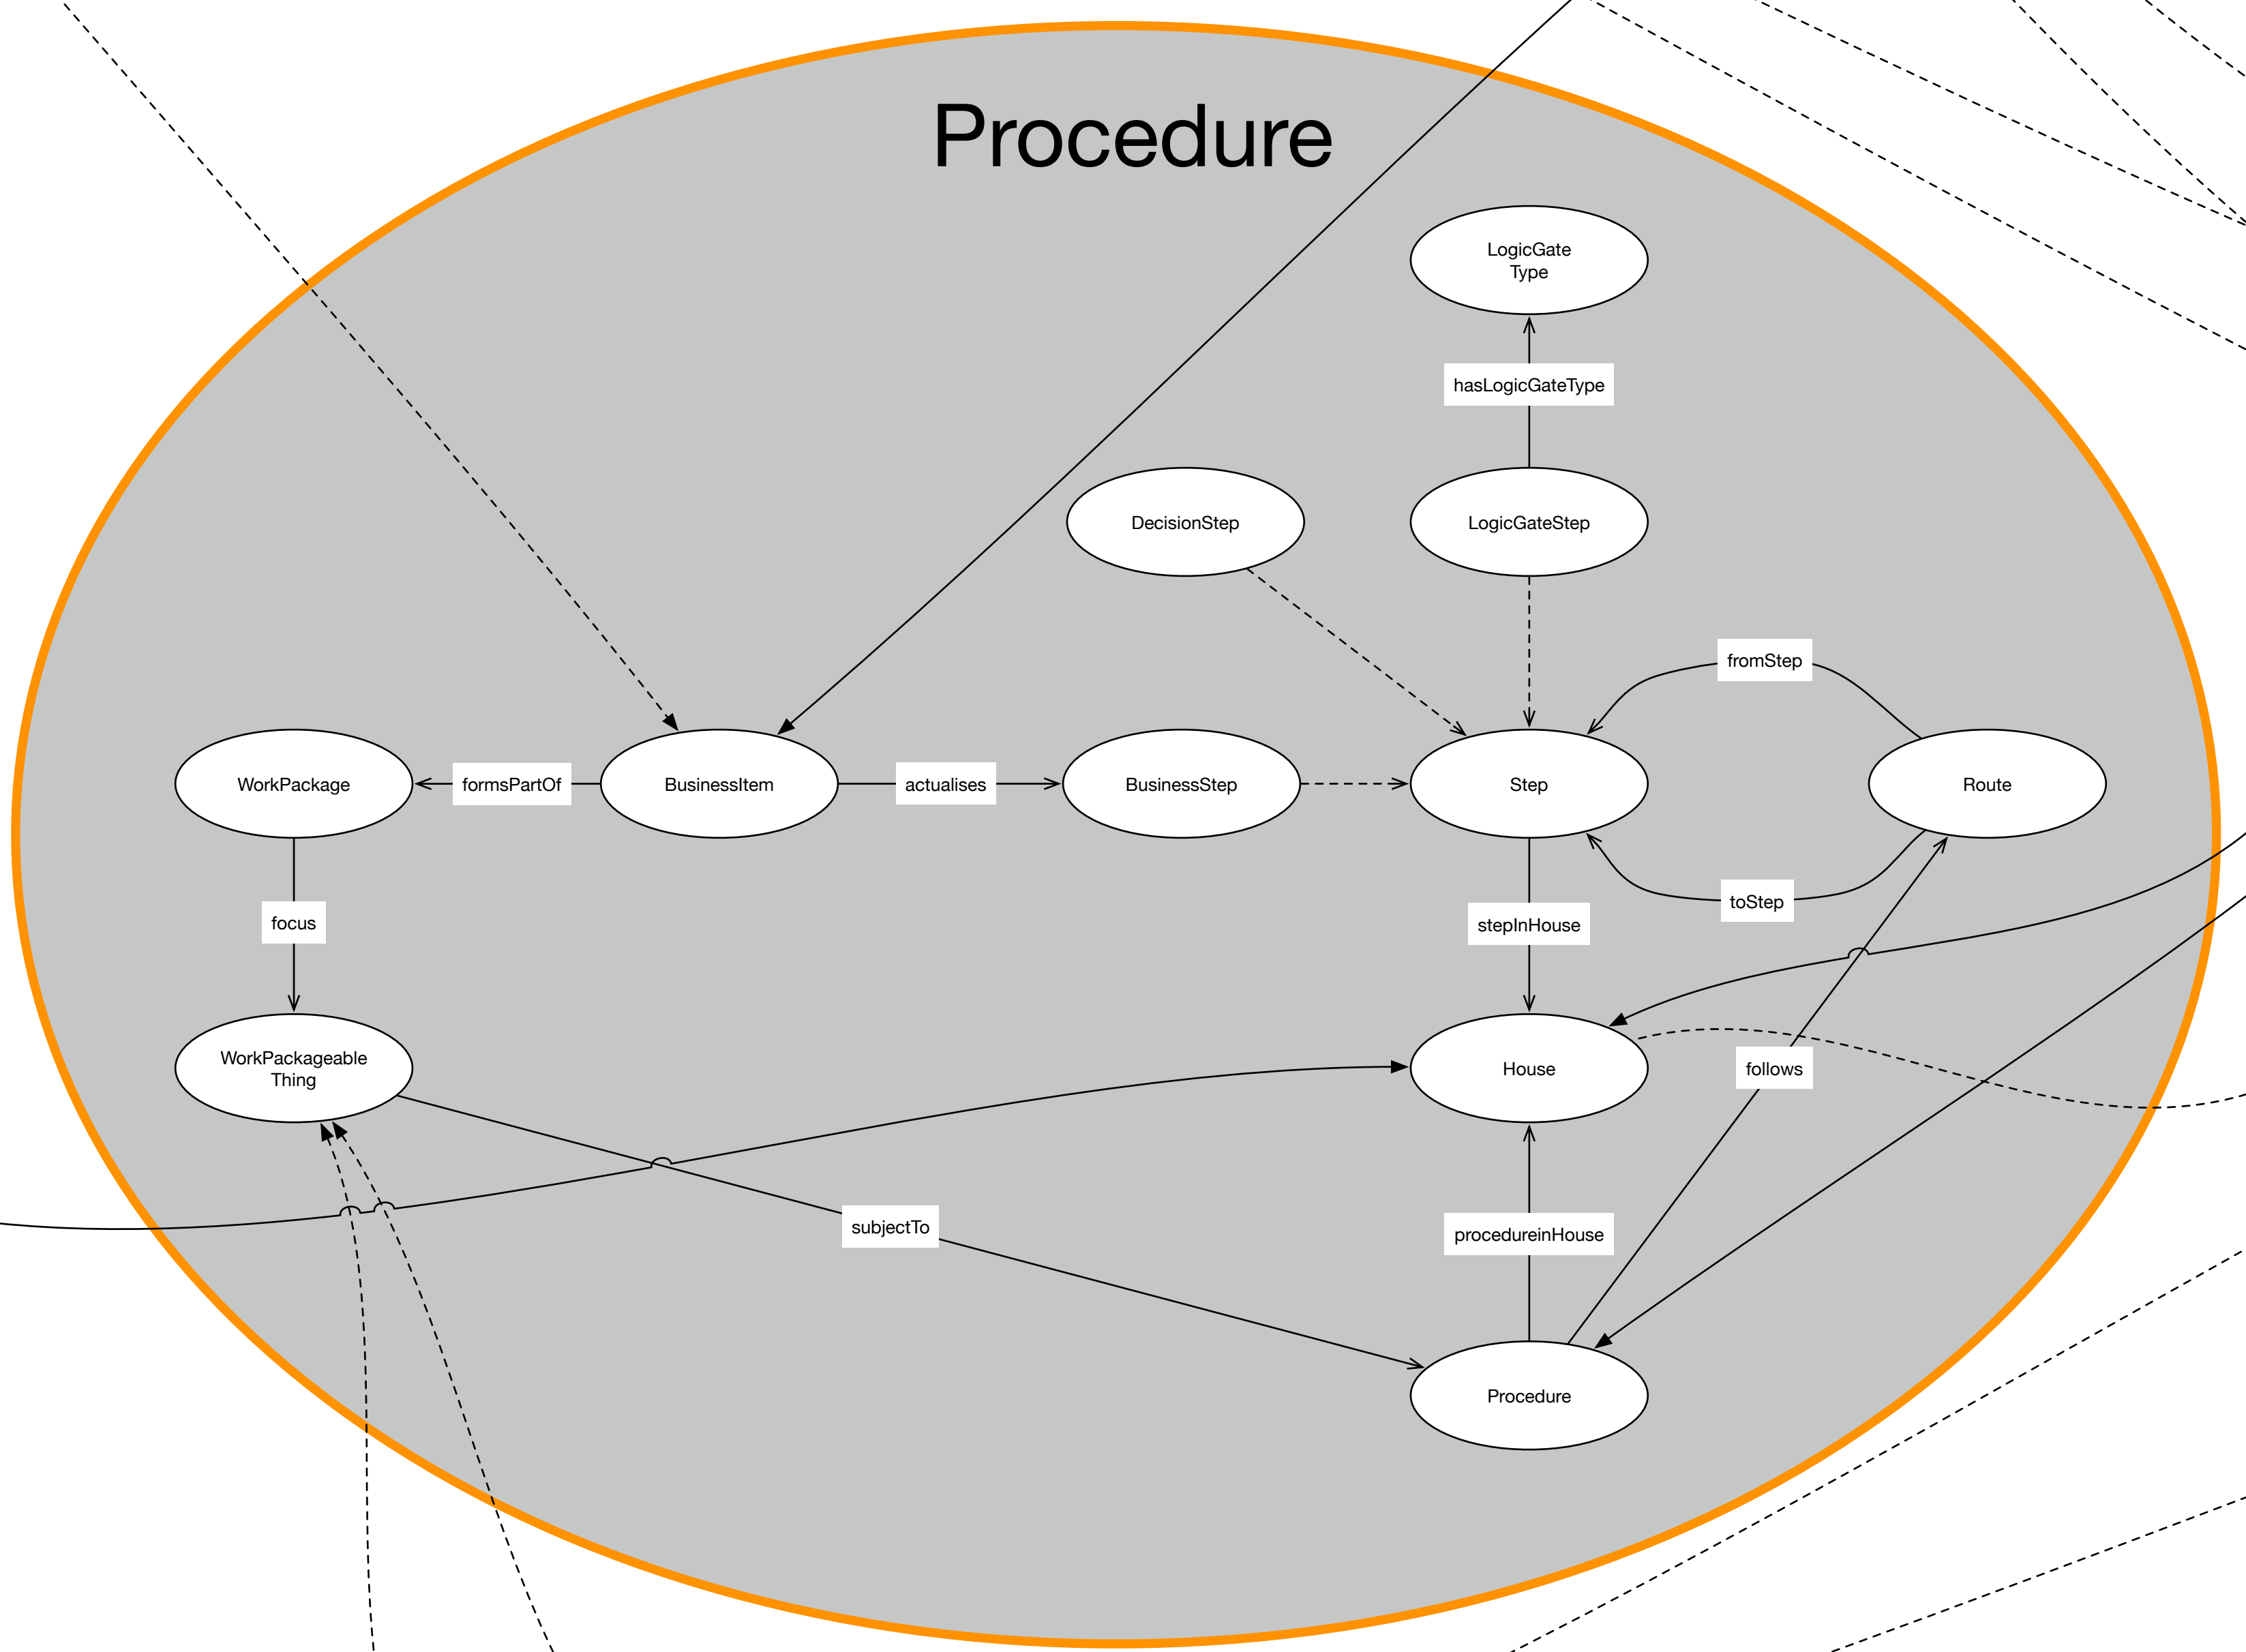 Procedure
LogicGate
Type
hasLogicGateType
DecisionStep
LogicGateStep
fromStep
WorkPackage
formsPartOf
BusinessItem
actualises
BusinessStep
Step
Route
toStep
focus
stepInHouse
WorkPackageable
Thing
House
follows
subjectTo
procedureinHouse
Procedure